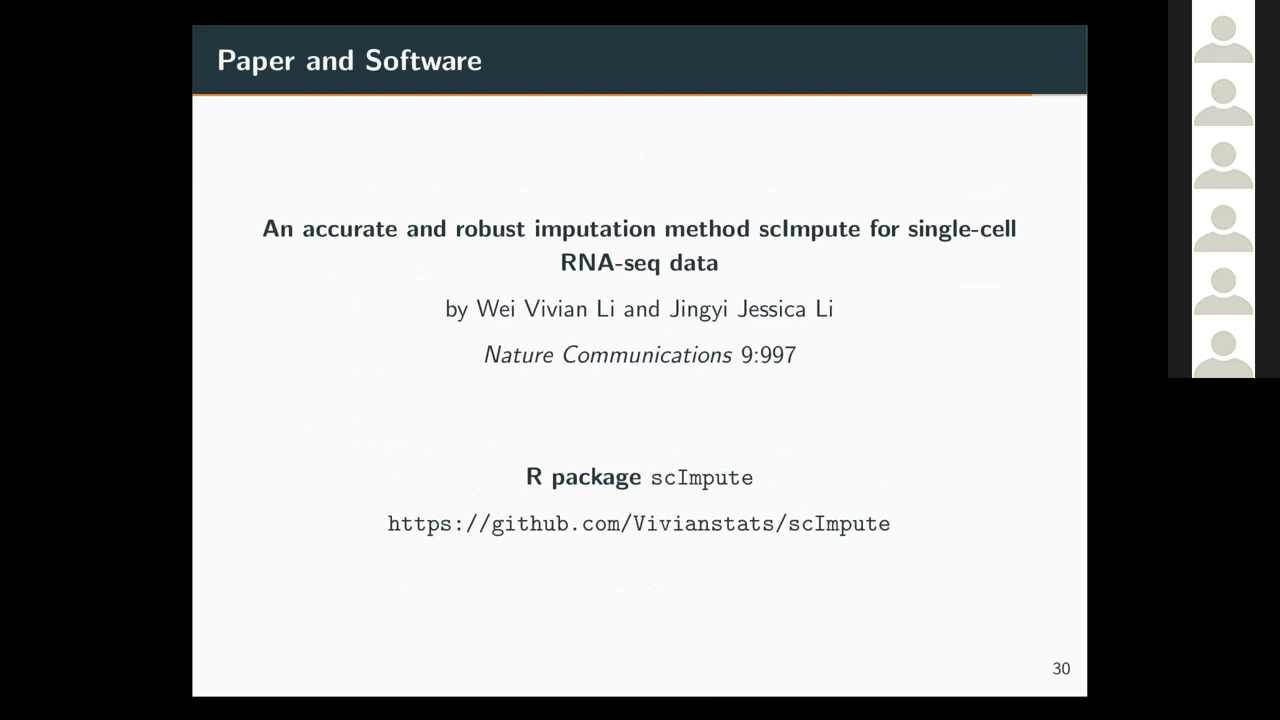 Paper and Software
An accurate and robust imputation method scImpute for single-cell
RNA-seq data
by Wei Vivian Li and Jingyi Jessica Li
Nature Communications 9:997
R package scImpute
https://github.com/Vivianstats/scImpute
30